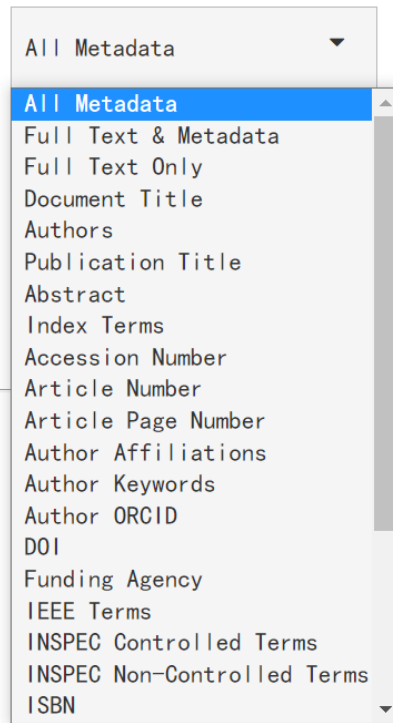 All Metadata
All Metadata
Full Text & Metadata
Full Text Only
Document Title
Authors
Publication Title
Abstract
Index Terms
Accession Number
Article Number
Article Page Number
Author Affiliations
Author Keywords
Author ORCID
DOI
Funding Agency
IEEE Terms
INSPEC Controlled Terms
INSPEC Non-Controlled Terms
ISBN